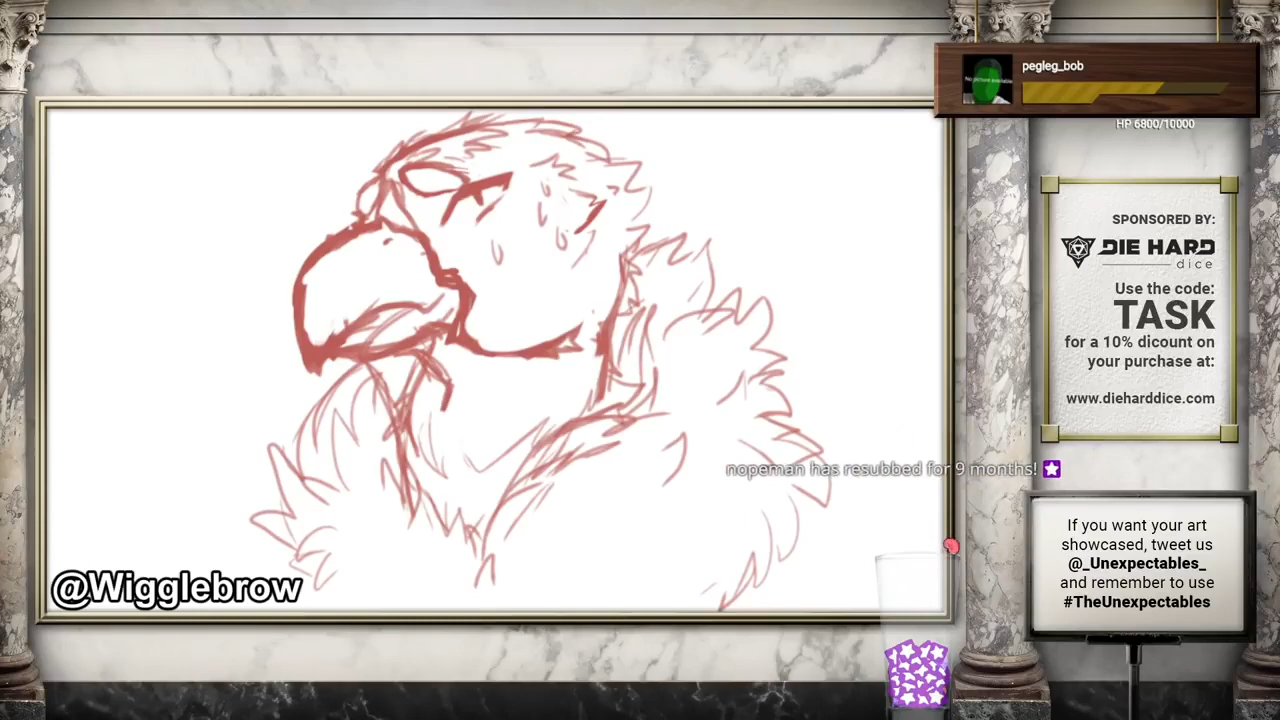 pegleg_bob
HP 6800/10000
SPONSORED BY:
DIE HARD
dice
Use the code:
TASK
for a 10% dicount on
your purchase at:
www.dieharddice.com
nopeman has resubbed for 9 months!
If you want your art
showcased, tweet us
@_Unexpectables_
and remember to use
#TheUnexpectables
@Wigglebrow